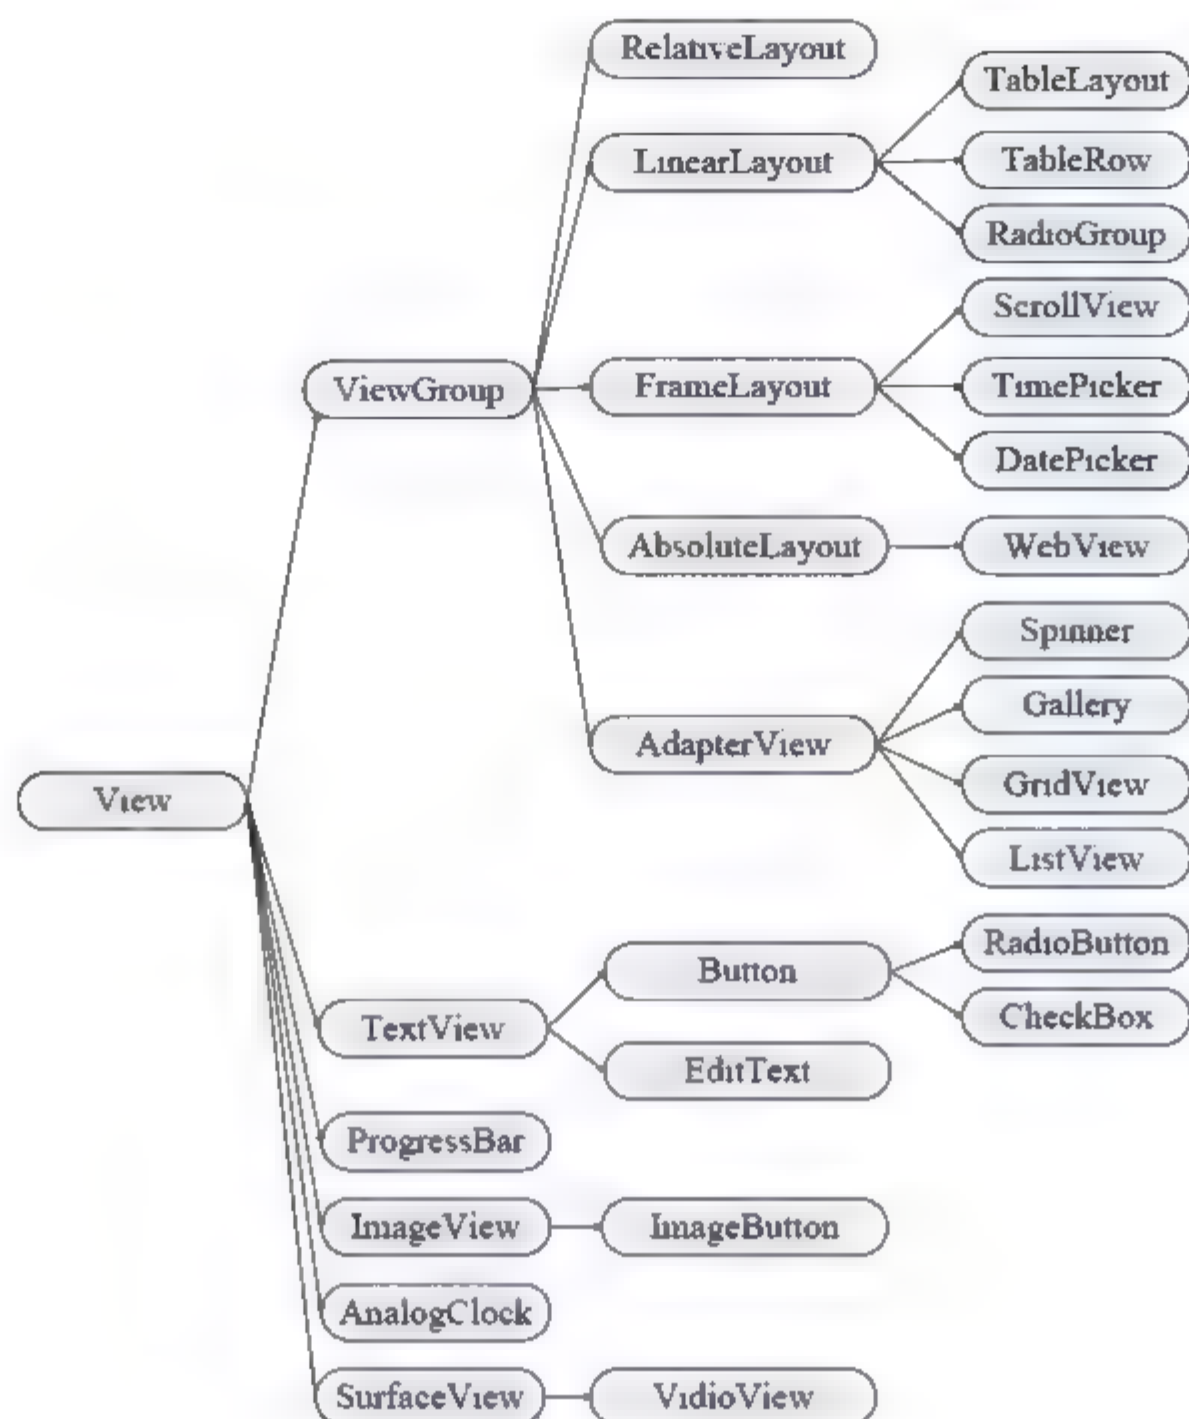 RelativeLayout
TableLayout
LinearLayout
TableRow
RadioGroup
ScrollView
ViewGroup
FrameLayout
TimePicker
DatePicker
AbsoluteLayout
WebView
Spinner
Gallery
AdapterView
GridView
View
ListView
RadioButton
Button
CheckBox
TextView
EditText
ProgressBar
ImageView
ImageButton
AnalogClock
SurfaceView
VidioView